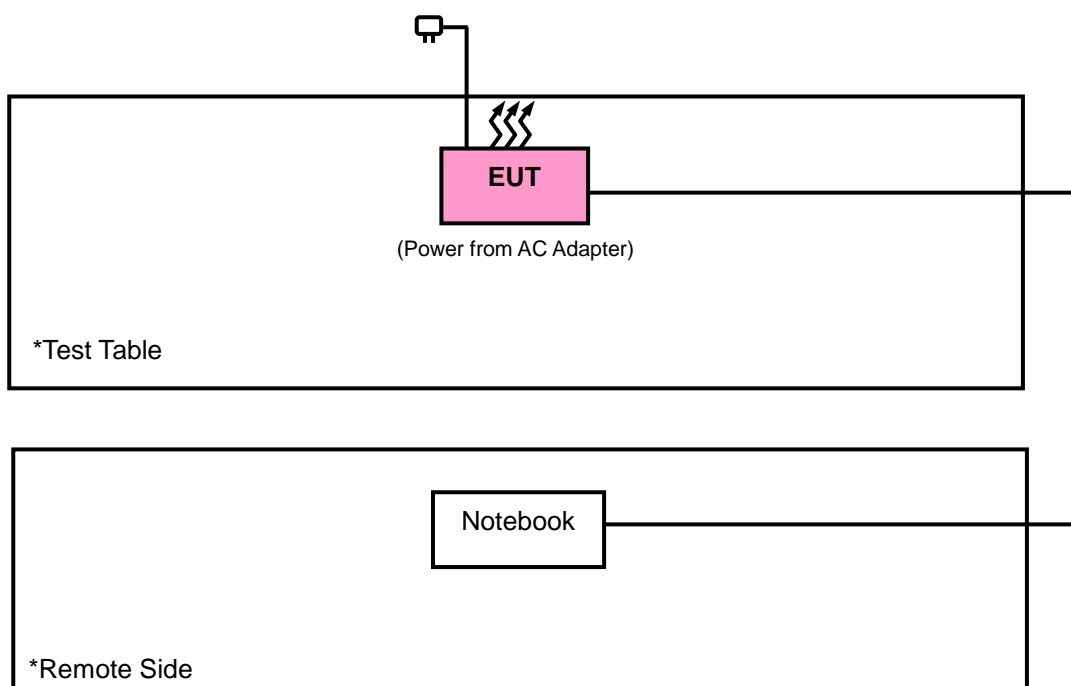 EUT
(Power from AC Adapter)
*Test Table
Notebook
*Remote Side